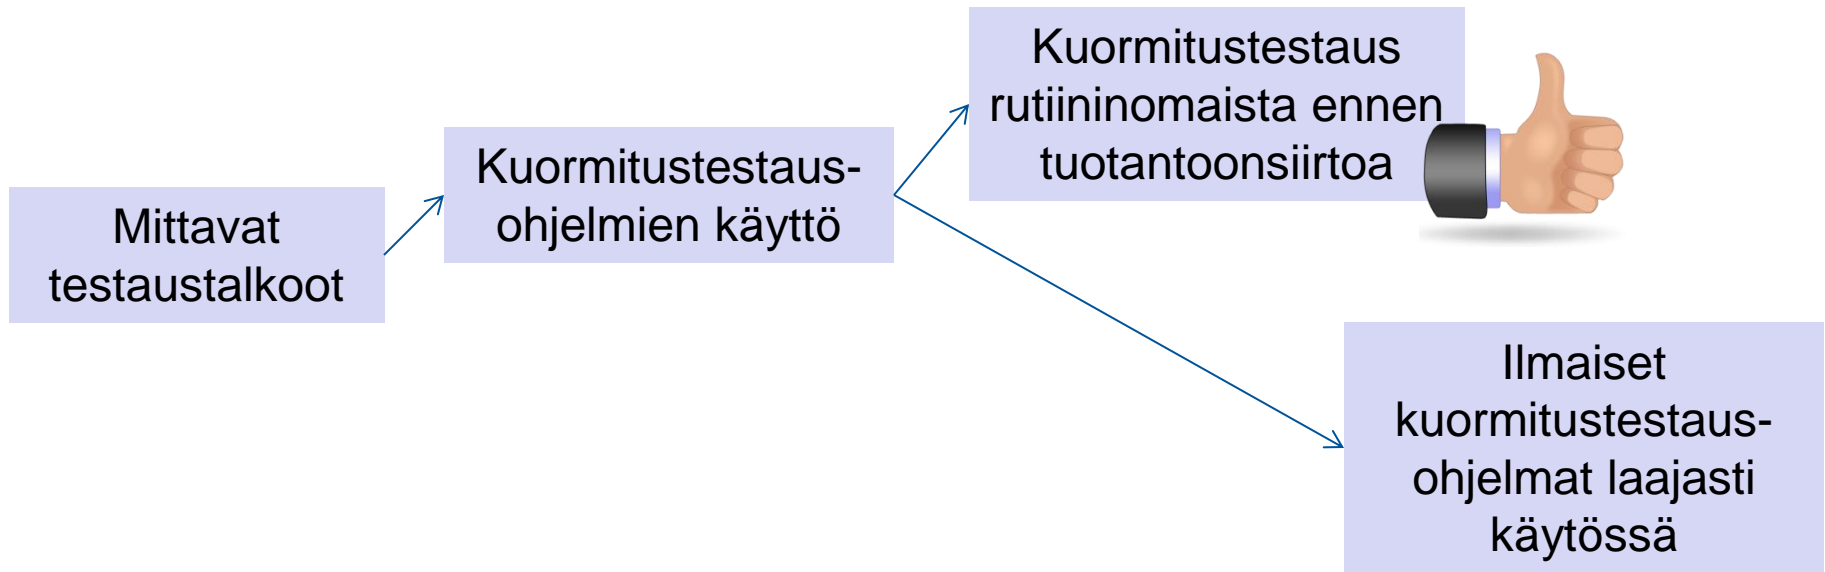 Mittavat
testaustalkoot
Kuormitustestaus-
ohjelmien käyttö
Kuormitustestaus
rutiininomaista ennen
tuotantoonsiirtoa
Ilmaiset
kuormitustestaus-
ohjelmat laajasti
käytössä